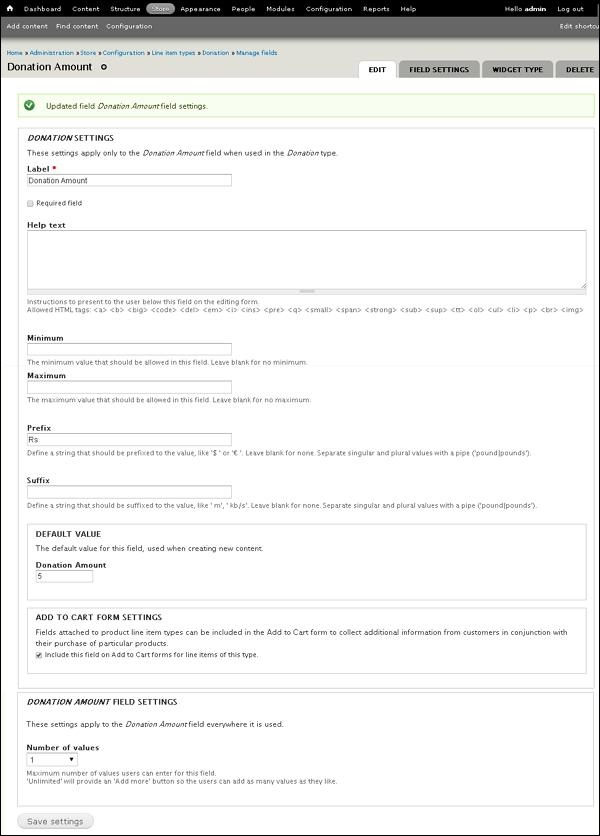 Dashboard Content Structure Store Appearance People Modules Configuration Reports Help Hello admin Log out
Add content Find content Configuration Edit shortcu
Home » Administration » Store » Configuration » Line item types » Donation » Manage fields
Donation Amount
EDIT FIELD SETTINGS WIDGET TYPE DELETE
Updated field Donation Amount field settings.
DONATION SETTINGS
These settings apply only to the Donation Amount field when used in the Donation type.
Label *
Donation Amount
Required field
Help text
Instructions to present to the user below this field on the editing form.
Allowed HTML tags: <a> <b> <big> <code> <del> <em> <i> <ins> <pre> <q> <small> <span> <strong> <sub> <sup> <tt> <ol> <ul> <li> <p> <br> <img>
Minimum
The minimum value that should be allowed in this field. Leave blank for no minimum.
Maximum
The maximum value that should be allowed in this field. Leave blank for no maximum.
Prefix
Rs.
Define a string that should be prefixed to the value, like '$ ' or '€ '. Leave blank for none. Separate singular and plural values with a pipe ('pound|pounds').
Suffix
Define a string that should be suffixed to the value, like ' m', ' kb/s'. Leave blank for none. Separate singular and plural values with a pipe ('pound|pounds').
DEFAULT VALUE
The default value for this field, used when creating new content.
Donation Amount
5
ADD TO CART FORM SETTINGS
Fields attached to product line item types can be included in the Add to Cart form to collect additional information from customers in conjunction with
their purchase of particular products.
Include this field on Add to Cart forms for line items of this type.
DONATION AMOUNT FIELD SETTINGS
These settings apply to the Donation Amount field everywhere it is used.
Number of values
1
Maximum number of values users can enter for this field.
'Unlimited' will provide an 'Add more' button so the users can add as many values as they like.
Save settings